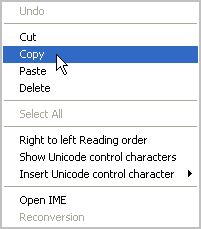 Undo
Cut
Copy
Paste
Delete
Select All
Right to left Reading order
Show Unicode control characters
Insert Unicode control character
Open IME
Reconversion